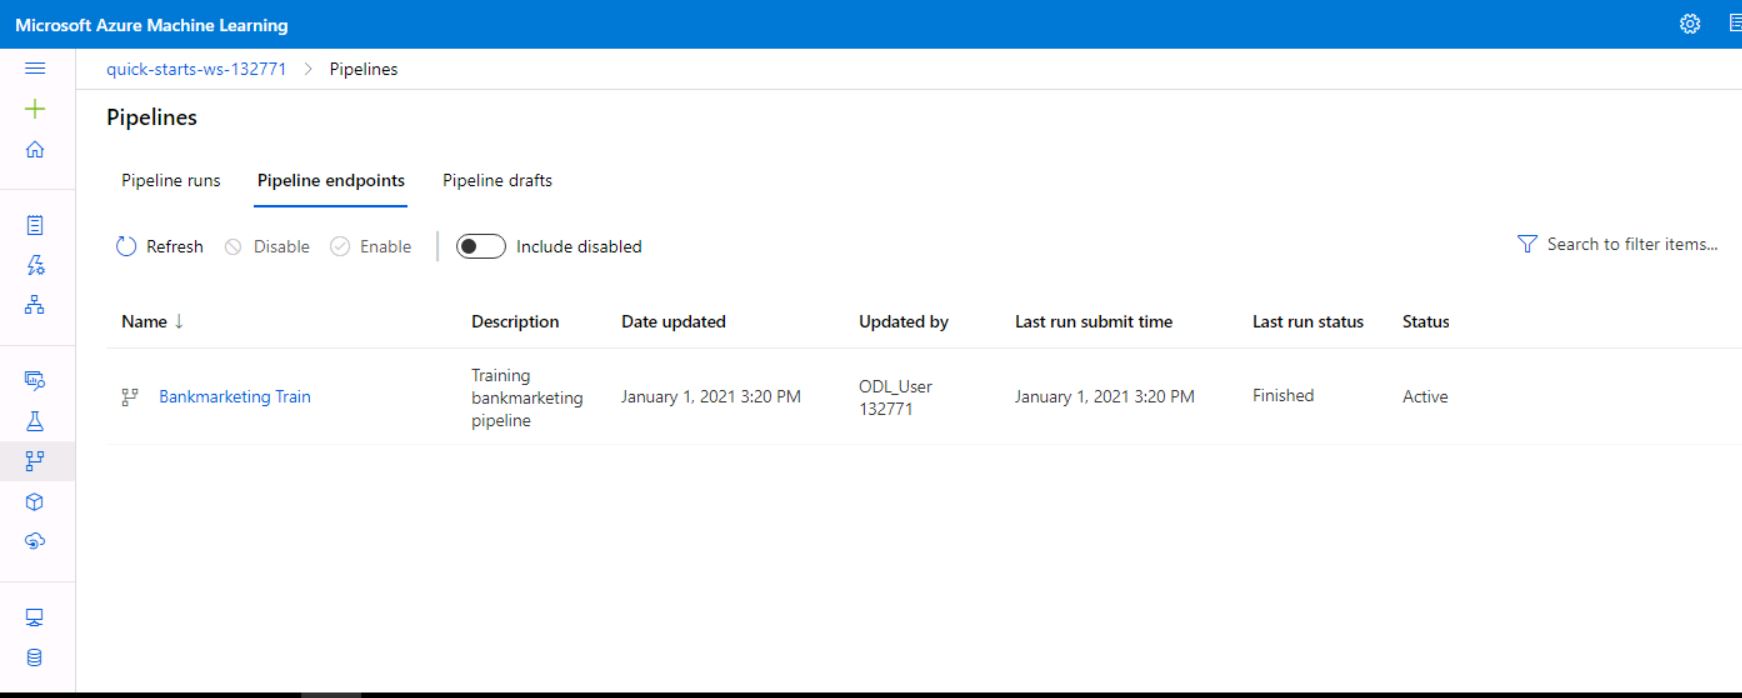 Microsoft Azure Machine Learning
quick-starts-ws-132771 > Pipelines
Pipelines
Pipeline runs Pipeline endpoints Pipeline drafts
Refresh Disable Enable Include disabled Search to filter items...
Name ↓ Description Date updated Updated by Last run submit time Last run status Status
Bankmarketing Train
Training
bankmarketing
pipeline
January 1, 2021 3:20 PM
ODL_User
132771
January 1, 2021 3:20 PM
Finished
Active